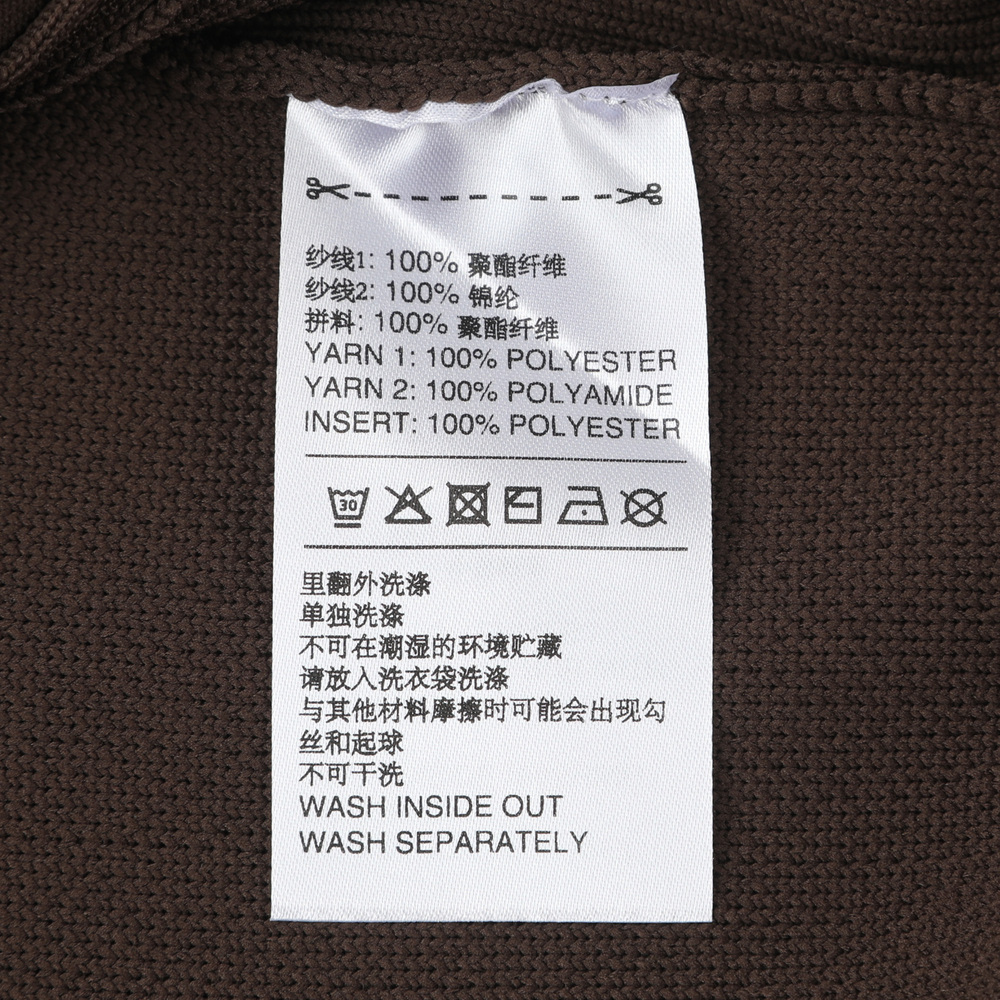 纱线1: 100% 聚酯纤维
纱线2: 100% 锦纶
拼料: 100% 聚酯纤维
YARN 1: 100% POLYESTER
YARN 2: 100% POLYAMIDE
INSERT: 100% POLYESTER
30
里翻外洗涤
单独洗涤
不可在潮湿的环境贮藏
请放入洗衣袋洗涤
与其他材料摩擦时可能会出现勾
丝和起球
不可干洗
WASH INSIDE OUT
WASH SEPARATELY